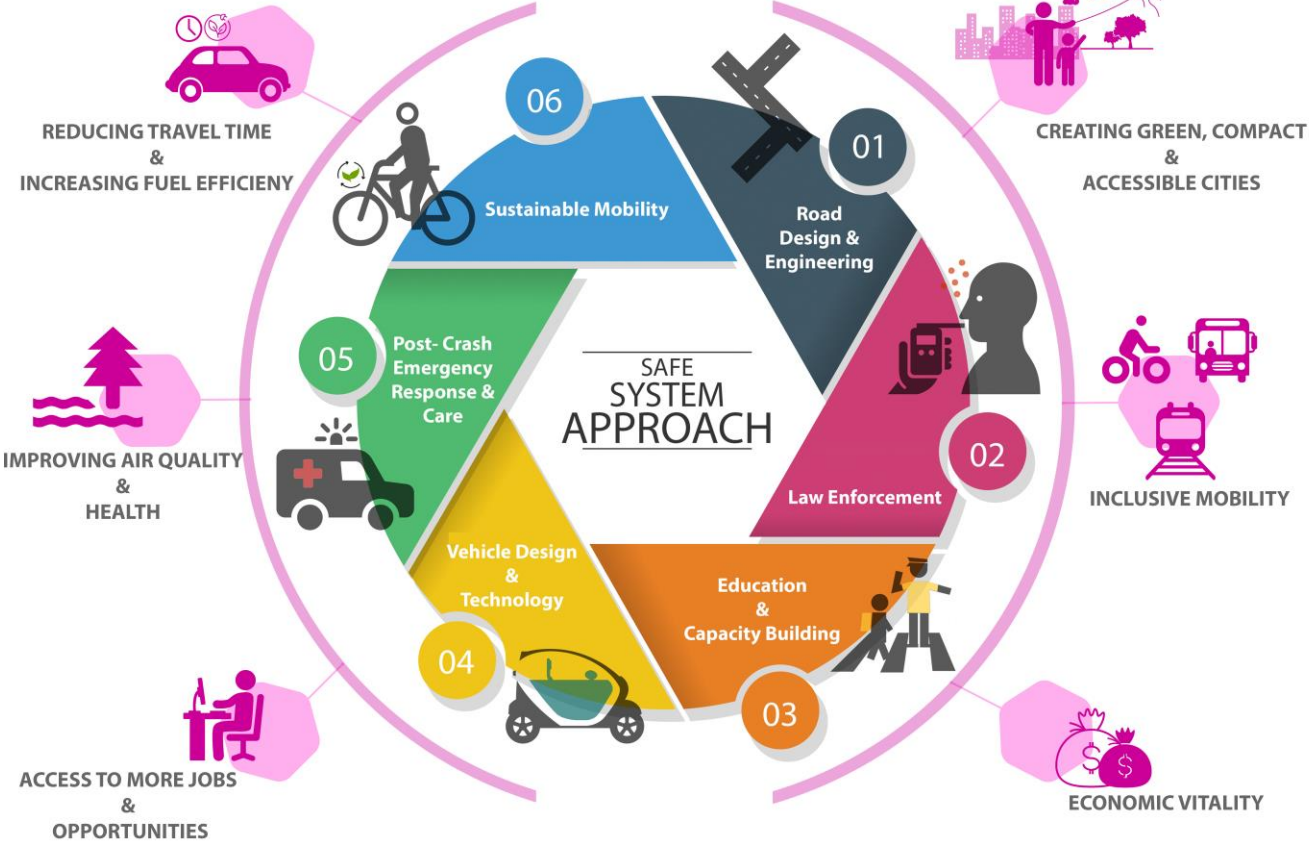 REDUCING TRAVEL TIME
&
INCREASING FUEL EFFICIENY
CREATING GREEN, COMPACT
&
ACCESSIBLE CITIES
IMPROVING AIR QUALITY
&
HEALTH
INCLUSIVE MOBILITY
ACCESS TO MORE JOBS
&
OPPORTUNITIES
$
$
ECONOMIC VITALITY
SAFE
SYSTEM
APPROACH
01
Road
Design &
Engineering
02
Law Enforcement
03
Education
&
Capacity Building
04
Vehicle Design
&
Technology
05
Post- Crash
Emergency
Response &
Care
06
Sustainable Mobility